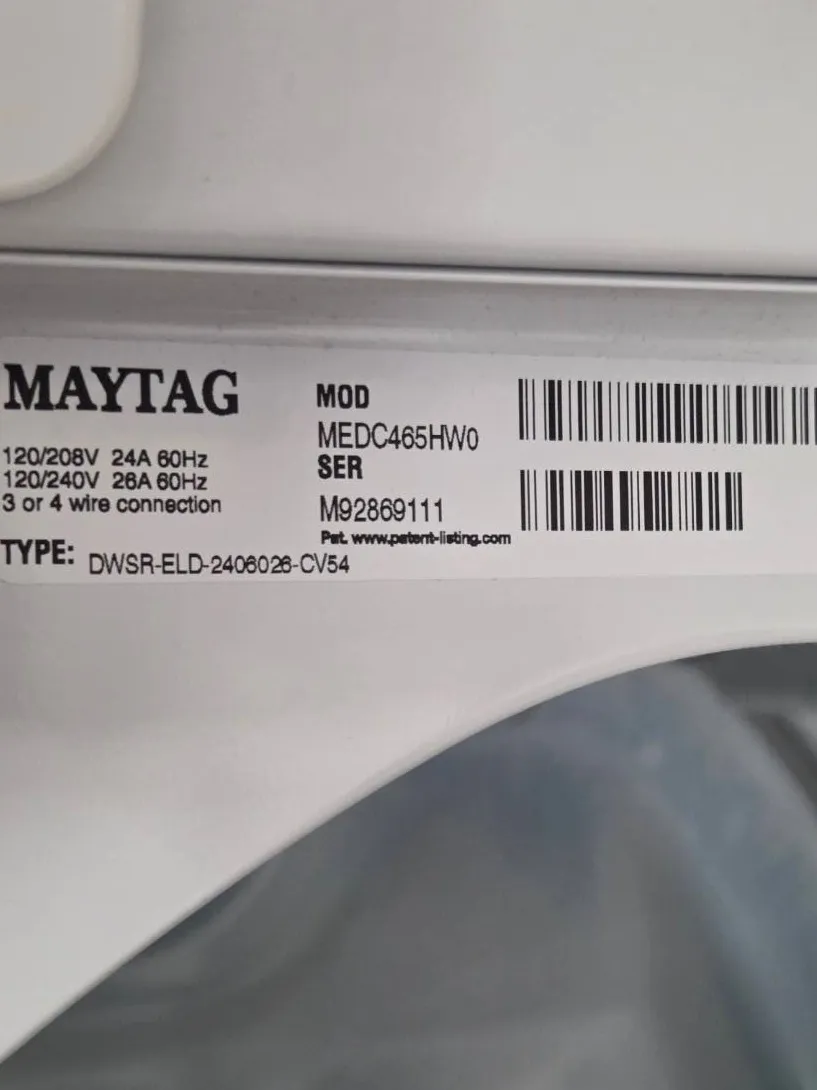 MAYTAG
120/208V 24A 60Hz
120/240V 26A 60Hz
3 or 4 wire connection
TYPE: DWSR-ELD-2406026-CV54
MOD
MEDC465HW0
SER
M92869111
Pat. www.patent-listing.com